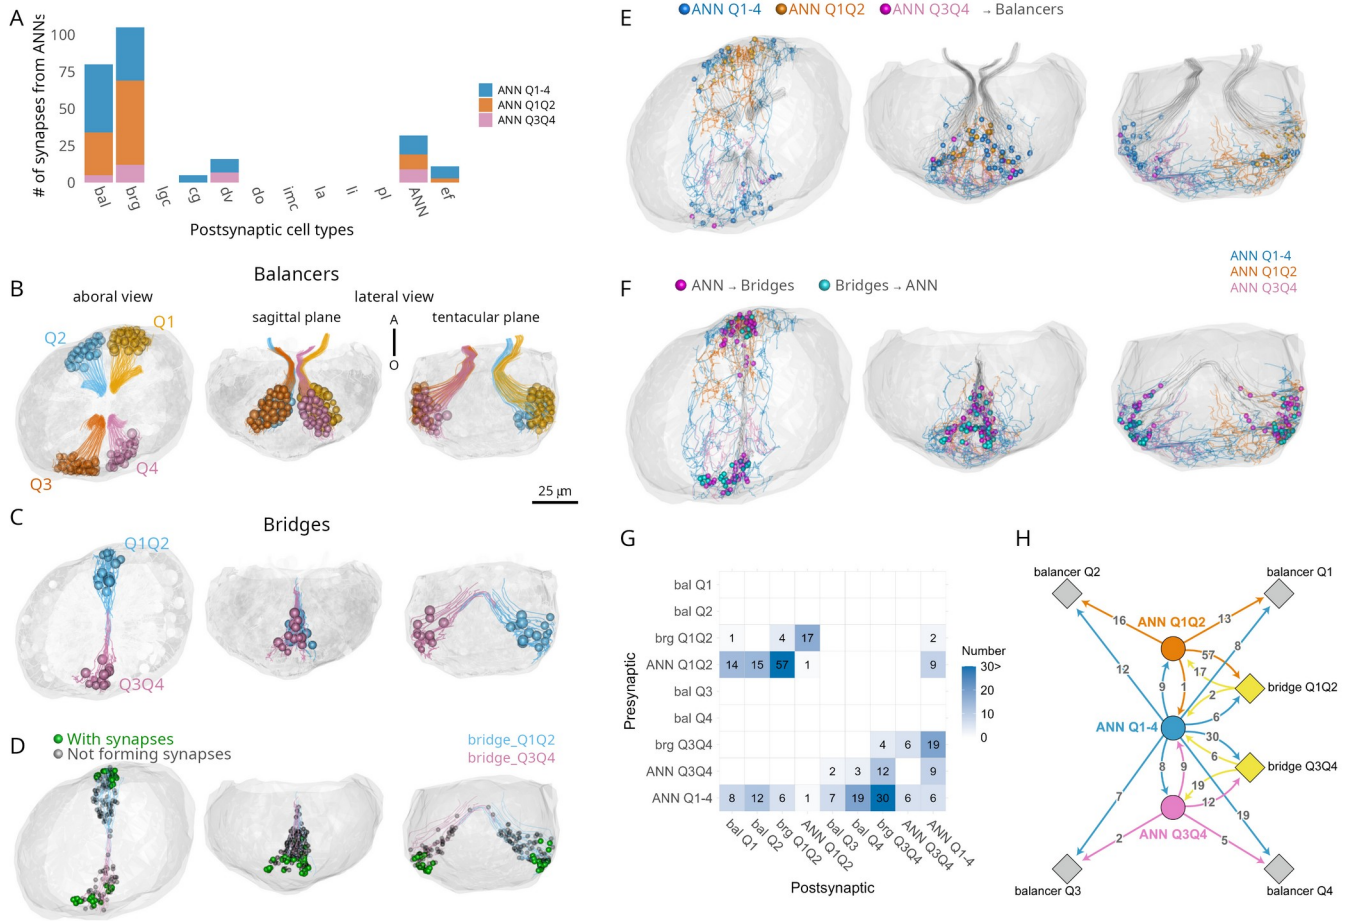 A
# of synapses from ANNs
100
75
50
25
0
bal
brg
lgc
cg
dv
do
imc
la
li
pl
ANN
ef
Postsynaptic cell types
ANN Q1-4
ANN Q1Q2
ANN Q3Q4
B
Balancers
aboral view
lateral view
sagittal plane
tentacular plane
A
O
Q2
Q1
Q3
Q4
25 µm
C
Bridges
Q1Q2
Q3Q4
D
With synapses
Not forming synapses
bridge_Q1Q2
bridge_Q3Q4
E
ANN Q1-4 ANN Q1Q2 ANN Q3Q4 → Balancers
F
ANN → Bridges Bridges → ANN
ANN Q1-4
ANN Q1Q2
ANN Q3Q4
G
Presynaptic
bal Q1
bal Q2
brg Q1Q2 1 4 17 2
ANN Q1Q2 14 15 57 1 9
bal Q3
bal Q4
brg Q3Q4 4 6 19
ANN Q3Q4 2 3 12 9
ANN Q1-4 8 12 6 1 7 19 30 6 6
bal Q1
bal Q2
brg Q1Q2
ANN Q1Q2
bal Q3
bal Q4
brg Q3Q4
ANN Q3Q4
ANN Q1-4
Postsynaptic
Number
30>
20
10
0
H
balancer Q2
balancer Q1
16
13
ANN Q1Q2
57
8
12
17
9
1
2
bridge Q1Q2
6
ANN Q1-4
30
6
8
9
bridge Q3Q4
19
7
12
19
ANN Q3Q4
2
5
balancer Q3
balancer Q4